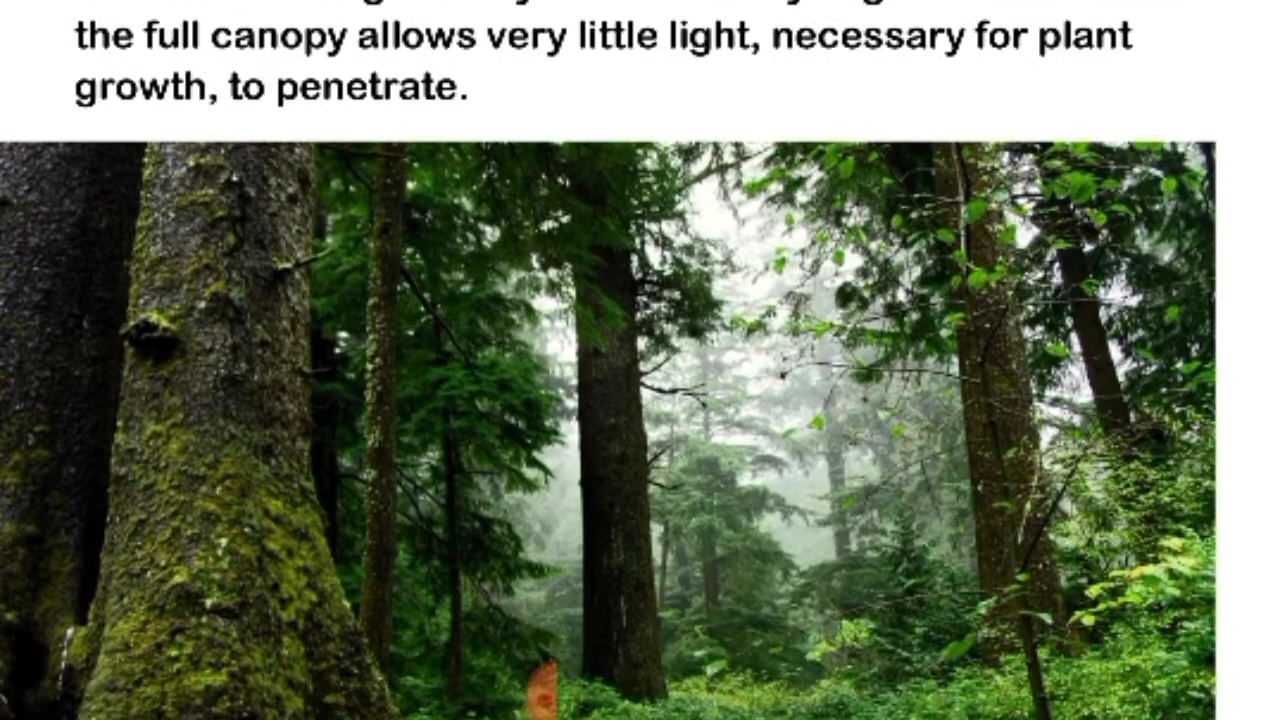 the full canopy allows very little light, necessary for plant
growth, to penetrate.